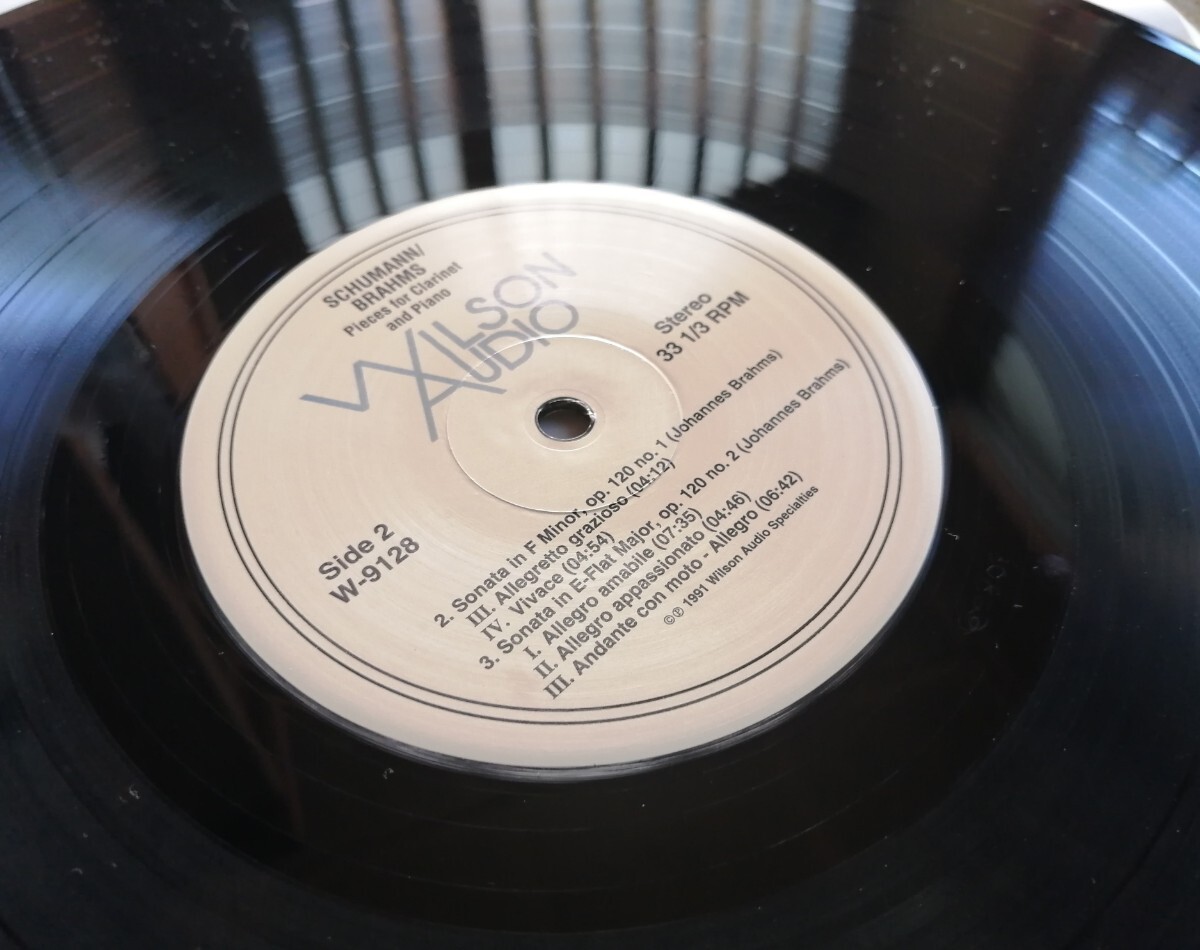 SCHUMANN/
BRAHMS
Pieces for Clarinet
and Piano
WILSON
AUDIO
Stereo
33 1/3 RPM
Side 2
W-9128
2. Sonata in F Minor, op. 120 no. 1 (Johannes Brahms)
III. Allegretto grazioso (04:12)
IV. Vivace (04:54)
3. Sonata in E-Flat Major, op. 120 no. 2 (Johannes Brahms)
I. Allegro amabile (07:35)
II. Allegro appassionato (04:46)
III. Andante con moto - Allegro (06:42)
©℗ 1991 Wilson Audio Specialties